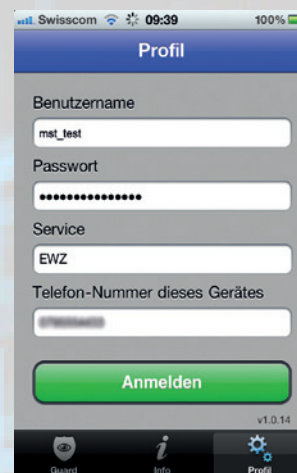 Swisscom 09:39 100%
Profil
Benutzername
mst_test
Passwort
•••••••••••••••
Service
EWZ
Telefon-Nummer dieses Gerätes
Anmelden
v1.0.14
Guard Info Profil